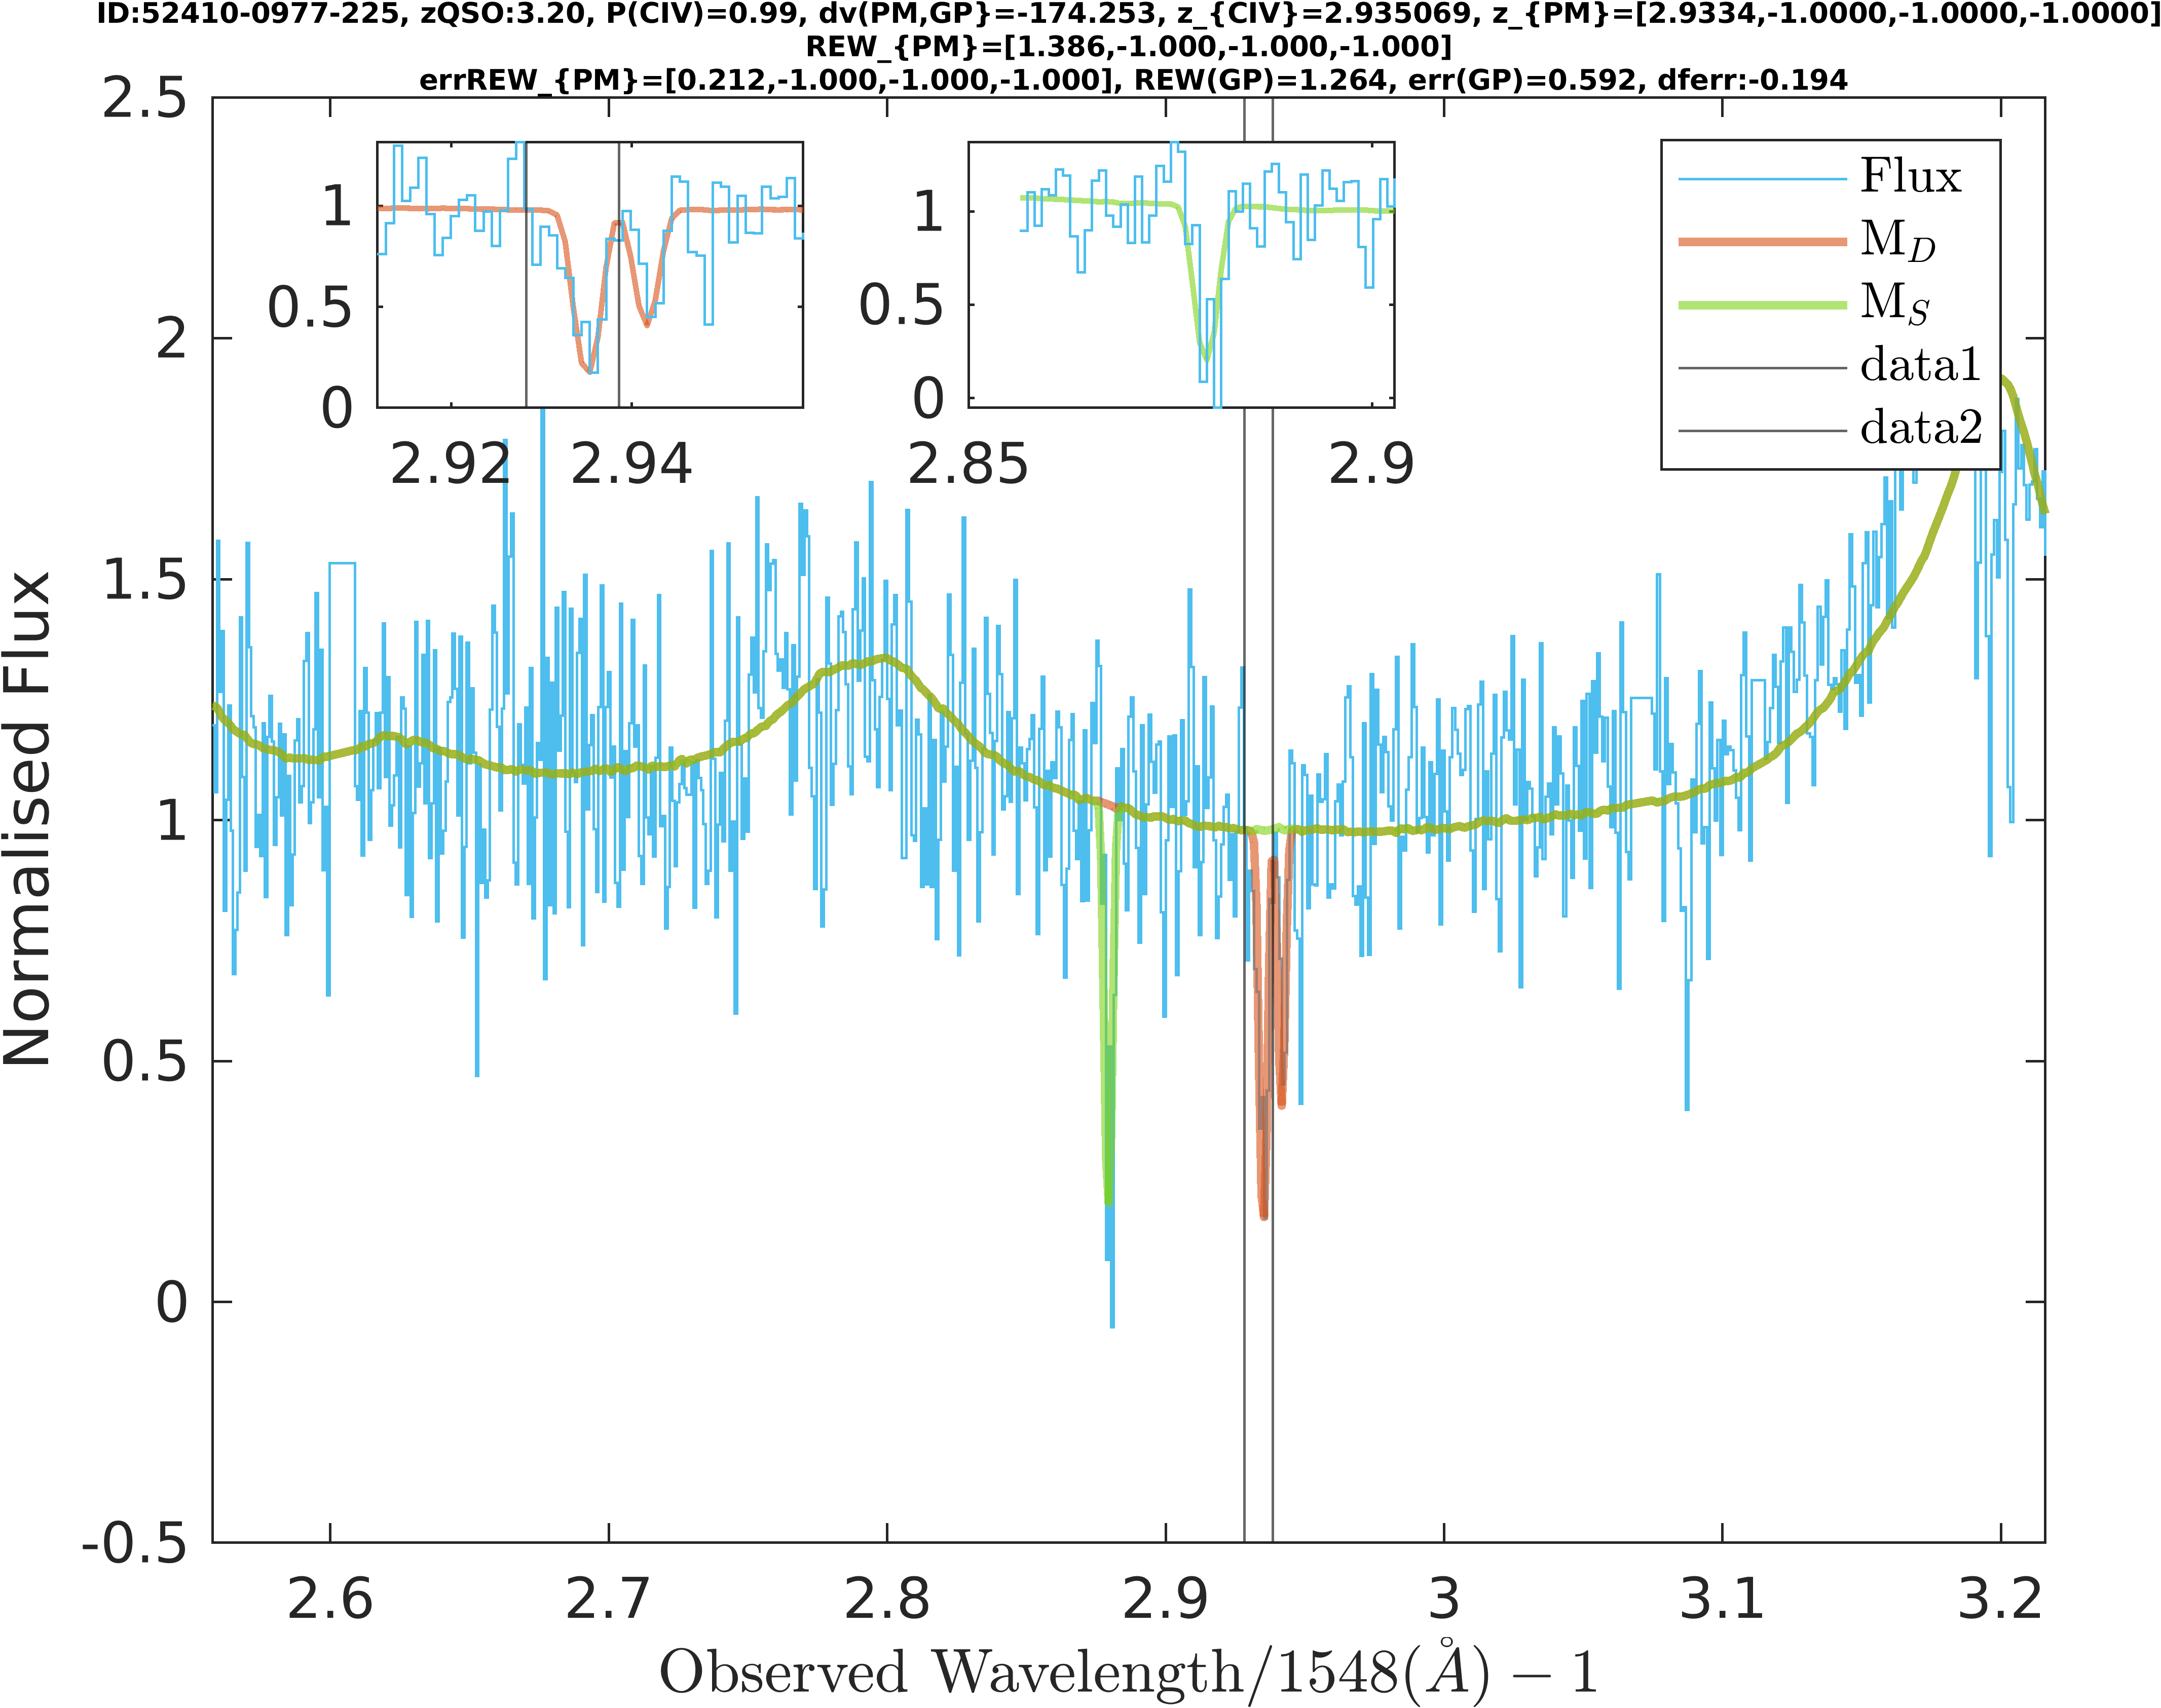 ID:52410-0977-225, zQSO:3.20, P(CIV)=0.99, dv(PM,GP}=-174.253, z_{CIV}=2.935069, z_{PM}=[2.9334,-1.0000,-1.0000,-1.0000]
REW_{PM}=[1.386,-1.000,-1.000,-1.000]
errREW_{PM}=[0.212,-1.000,-1.000,-1.000], REW(GP)=1.264, err(GP)=0.592, dferr:-0.194
2.5
2
1.5
1
0.5
0
-0.5
Normalised Flux
1
0.5
0
2.92
2.94
1
0.5
0
2.85
2.9
Flux
M_D
M_S
data1
data2
2.6
2.7
2.8
2.9
3
3.1
3.2
Observed Wavelength/1548(Å) − 1